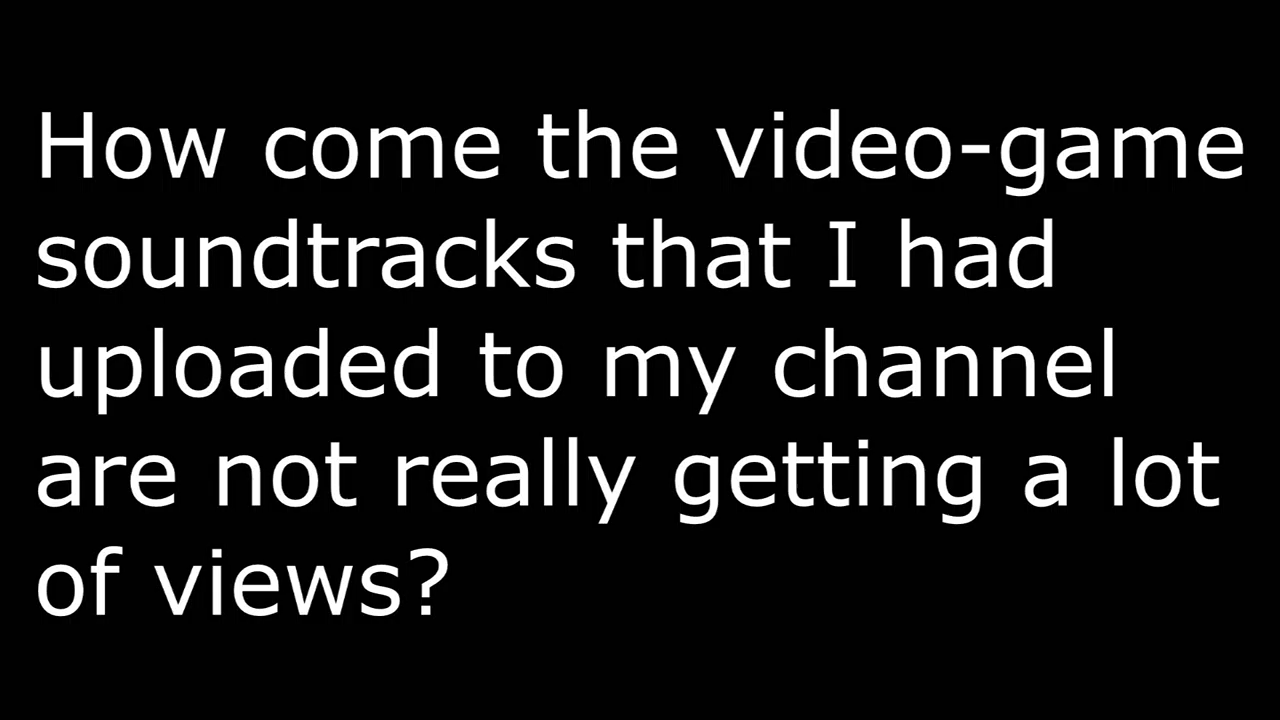 How come the video-game
soundtracks that I had
uploaded to my channel
are not really getting a lot
of views?